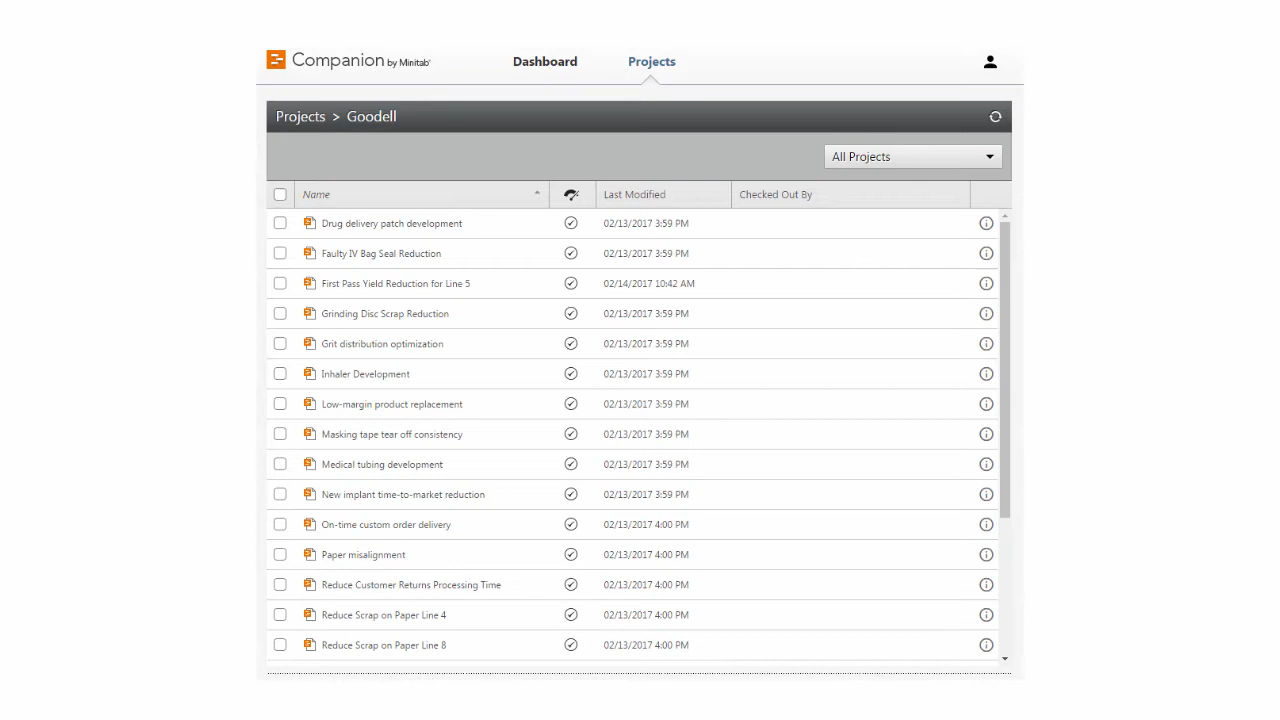 Companion by Minitab
Dashboard
Projects
Projects > Goodell
All Projects
Name Last Modified Checked Out By
Drug delivery patch development 02/13/2017 3:59 PM
Faulty IV Bag Seal Reduction 02/13/2017 3:59 PM
First Pass Yield Reduction for Line 5 02/14/2017 10:42 AM
Grinding Disc Scrap Reduction 02/13/2017 3:59 PM
Grit distribution optimization 02/13/2017 3:59 PM
Inhaler Development 02/13/2017 3:59 PM
Low-margin product replacement 02/13/2017 3:59 PM
Masking tape tear off consistency 02/13/2017 3:59 PM
Medical tubing development 02/13/2017 3:59 PM
New implant time-to-market reduction 02/13/2017 3:59 PM
On-time custom order delivery 02/13/2017 4:00 PM
Paper misalignment 02/13/2017 4:00 PM
Reduce Customer Returns Processing Time 02/13/2017 4:00 PM
Reduce Scrap on Paper Line 4 02/13/2017 4:00 PM
Reduce Scrap on Paper Line 8 02/13/2017 4:00 PM